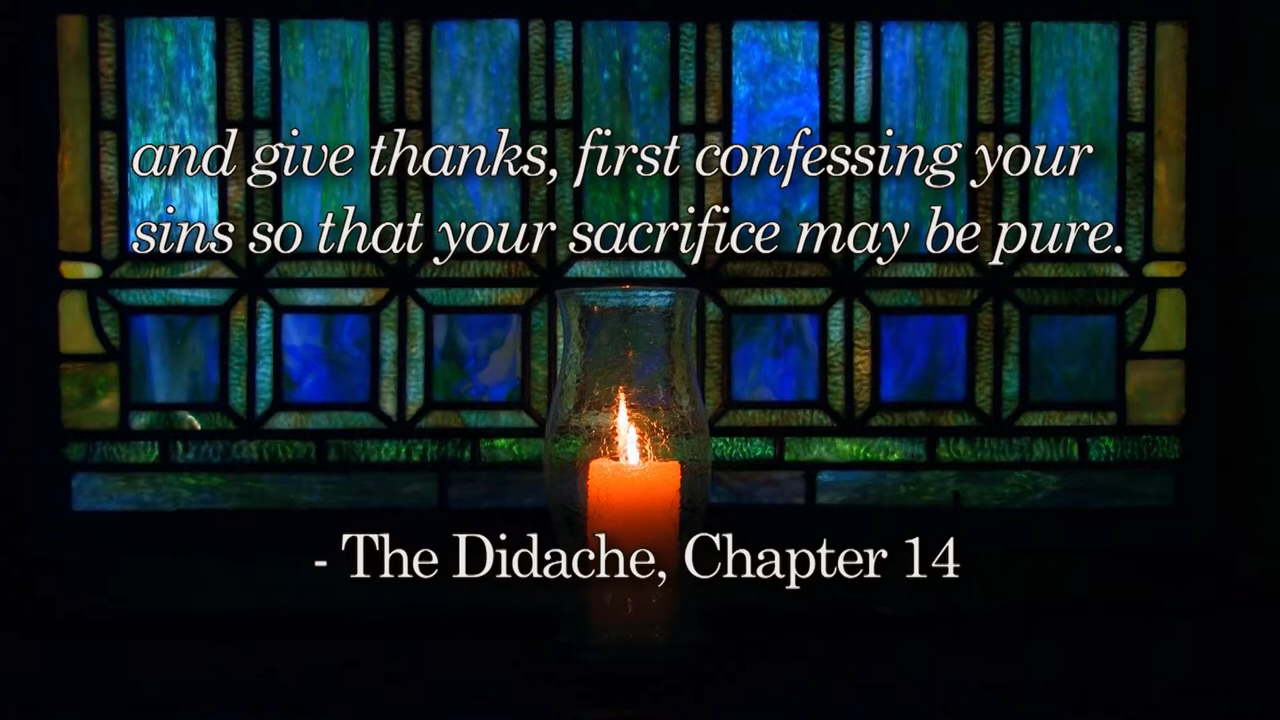 and give thanks, first confessing your
sins so that your sacrifice may be pure.
- The Didache, Chapter 14